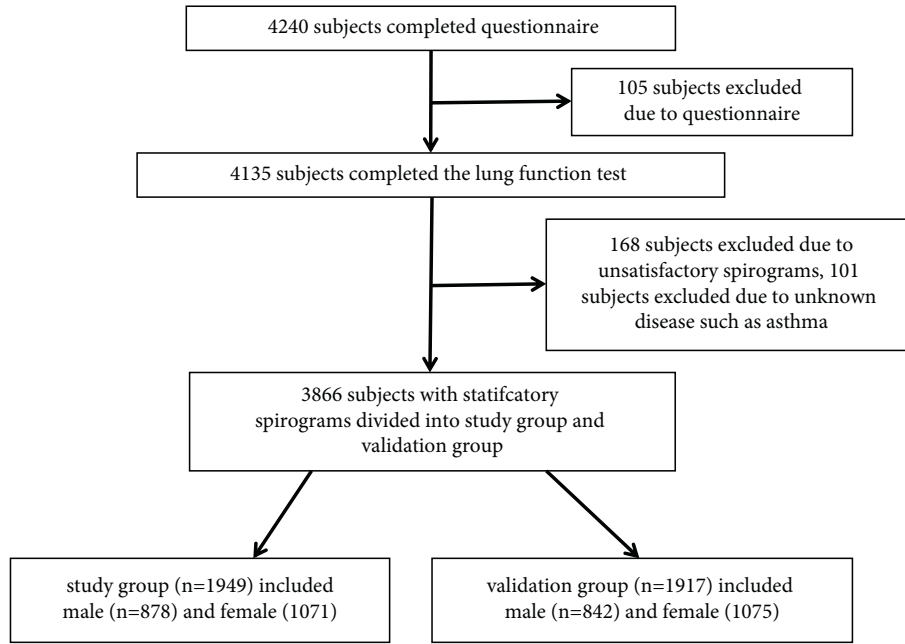 4240 subjects completed questionnaire
105 subjects excluded
due to questionnaire
4135 subjects completed the lung function test
168 subjects excluded due to
unsatisfactory spirograms, 101
subjects excluded due to unknown
disease such as asthma
3866 subjects with statifcatory
spirograms divided into study group and
validation group
study group (n=1949) included
male (n=878) and female (1071)
validation group (n=1917) included
male (n=842) and female (1075)